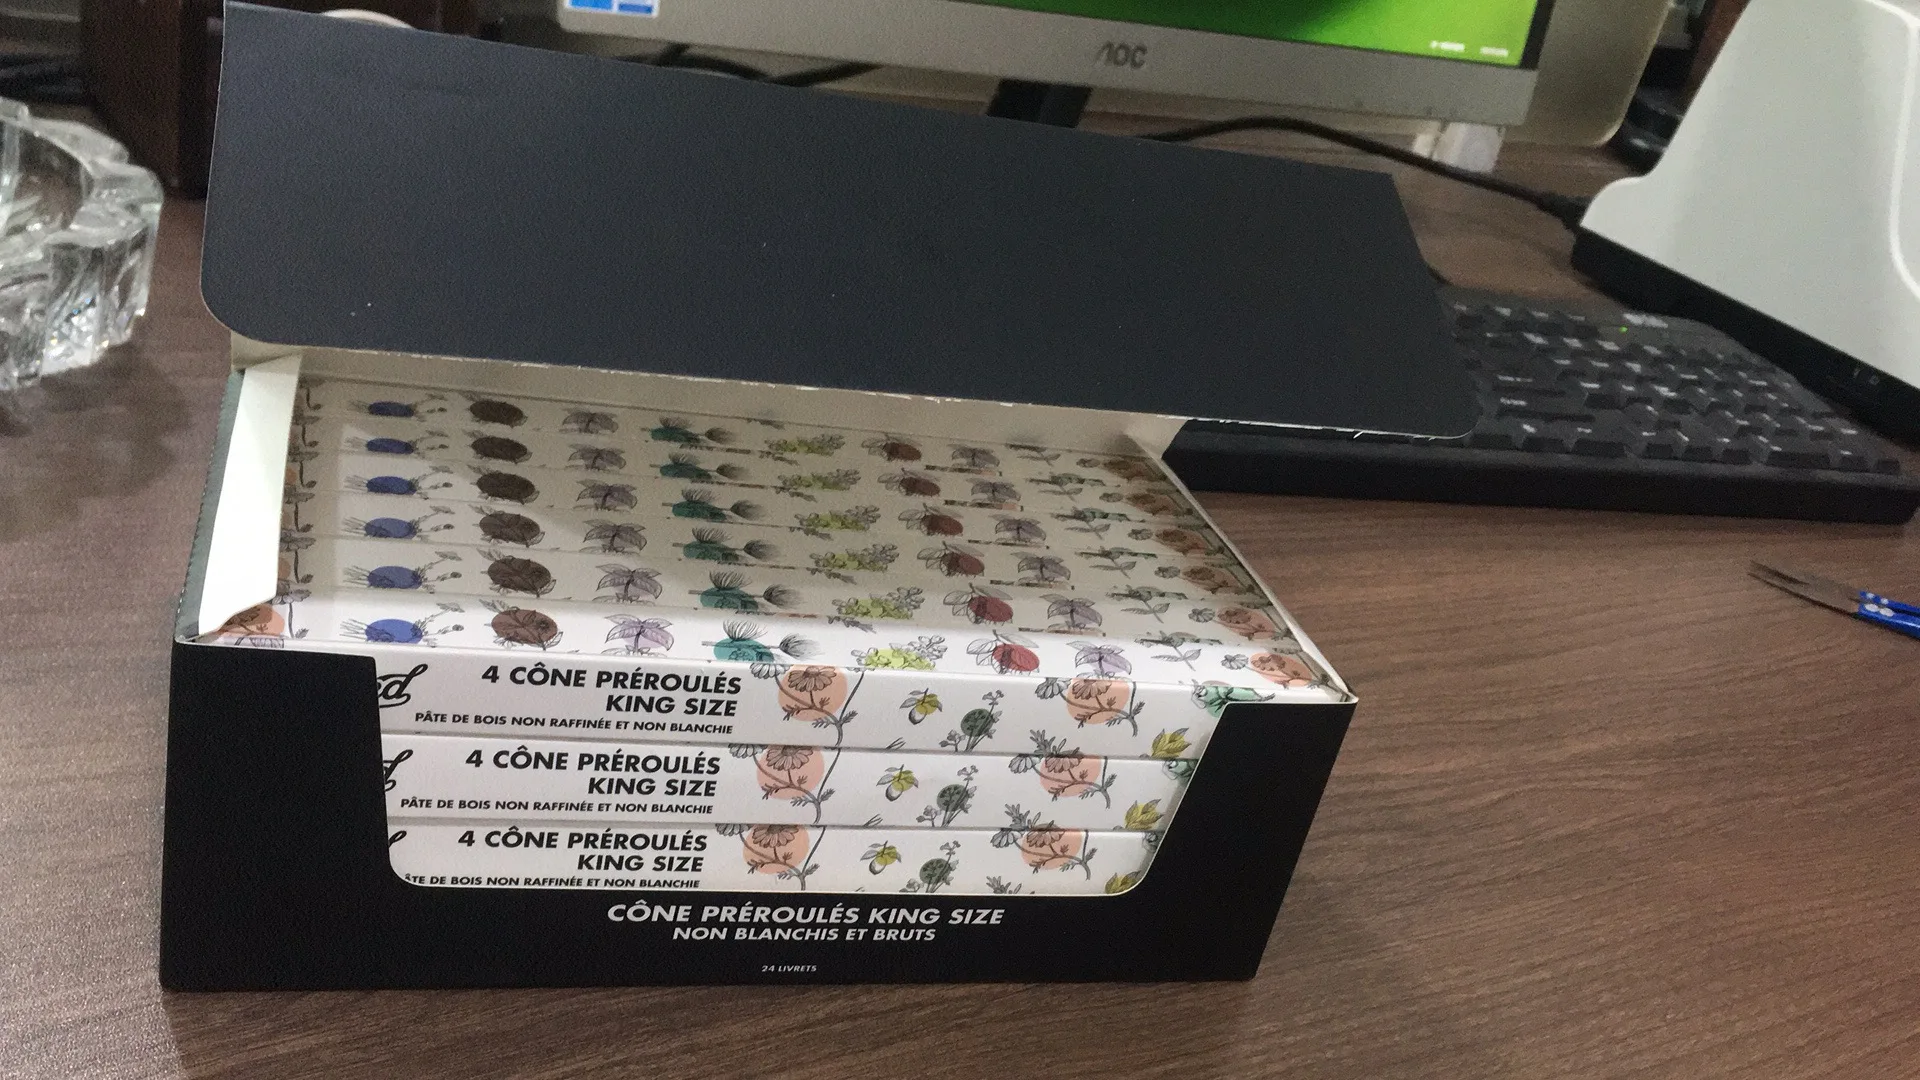 AOC
4 CÔNE PRÉROULÉS
KING SIZE
PÂTE DE BOIS NON RAFFINÉE ET NON BLANCHIE
4 CÔNE PRÉROULÉS
KING SIZE
PÂTE DE BOIS NON RAFFINÉE ET NON BLANCHIE
4 CÔNE PRÉROULÉS
KING SIZE
DE BOIS NON RAFFINÉE ET NON BLANCHIE
CÔNE PRÉROULÉS KING SIZE
NON BLANCHIS ET BRUTS
24 LIVRETS